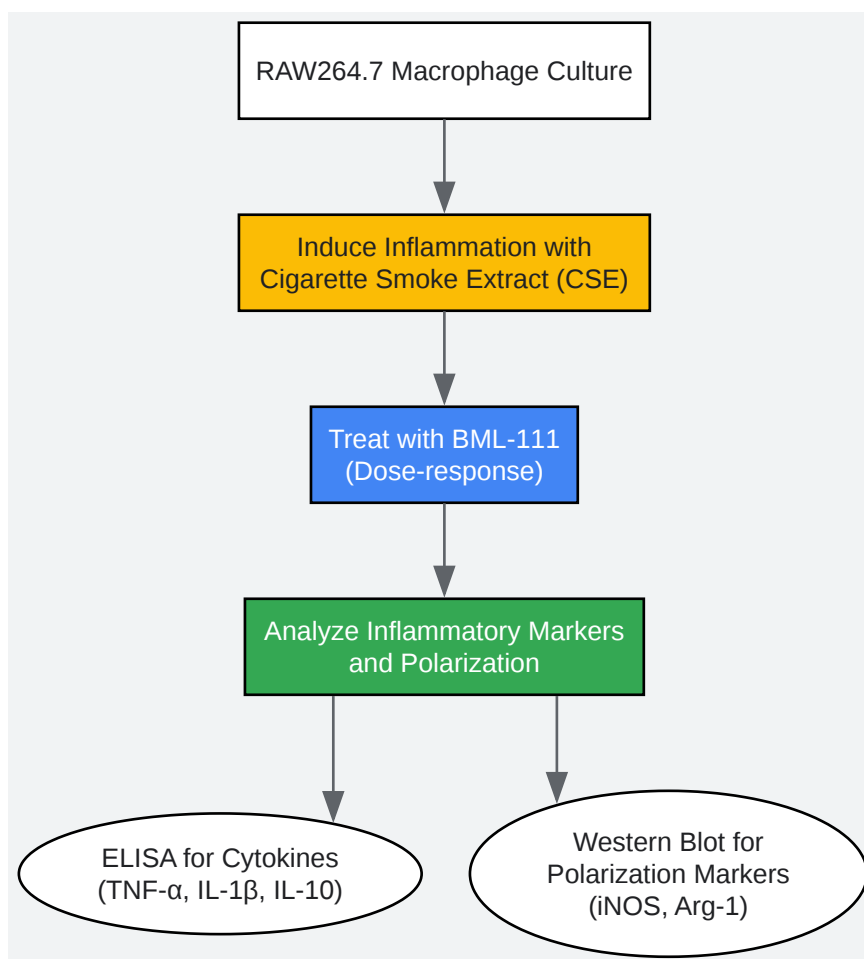 RAW264.7 Macrophage Culture
Induce Inflammation with
Cigarette Smoke Extract (CSE)
Treat with BML-111
(Dose-response)
Analyze Inflammatory Markers
and Polarization
ELISA for Cytokines
(TNF-α, IL-1β, IL-10)
Western Blot for
Polarization Markers
(iNOS, Arg-1)